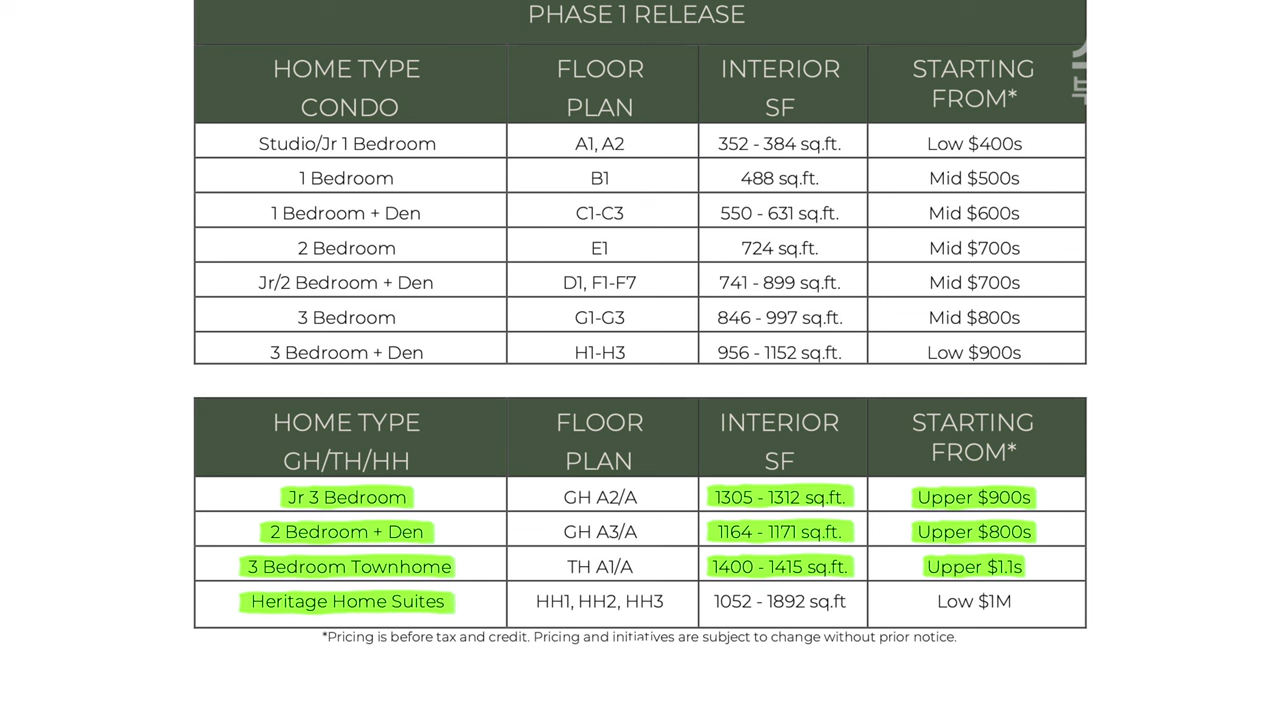 PHASE 1 RELEASE
HOME TYPE CONDO FLOOR PLAN INTERIOR SF STARTING FROM*
Studio/Jr 1 Bedroom A1, A2 352 - 384 sq.ft. Low $400s
1 Bedroom B1 488 sq.ft. Mid $500s
1 Bedroom + Den C1-C3 550 - 631 sq.ft. Mid $600s
2 Bedroom E1 724 sq.ft. Mid $700s
Jr/2 Bedroom + Den D1, F1-F7 741 - 899 sq.ft. Mid $700s
3 Bedroom G1-G3 846 - 997 sq.ft. Mid $800s
3 Bedroom + Den H1-H3 956 - 1152 sq.ft. Low $900s
HOME TYPE GH/TH/HH FLOOR PLAN INTERIOR SF STARTING FROM*
Jr 3 Bedroom GH A2/A 1305 - 1312 sq.ft. Upper $900s
2 Bedroom + Den GH A3/A 1164 - 1171 sq.ft. Upper $800s
3 Bedroom Townhome TH A1/A 1400 - 1415 sq.ft. Upper $1.1s
Heritage Home Suites HH1, HH2, HH3 1052 - 1892 sq.ft Low $1M
*Pricing is before tax and credit. Pricing and initiatives are subject to change without prior notice.